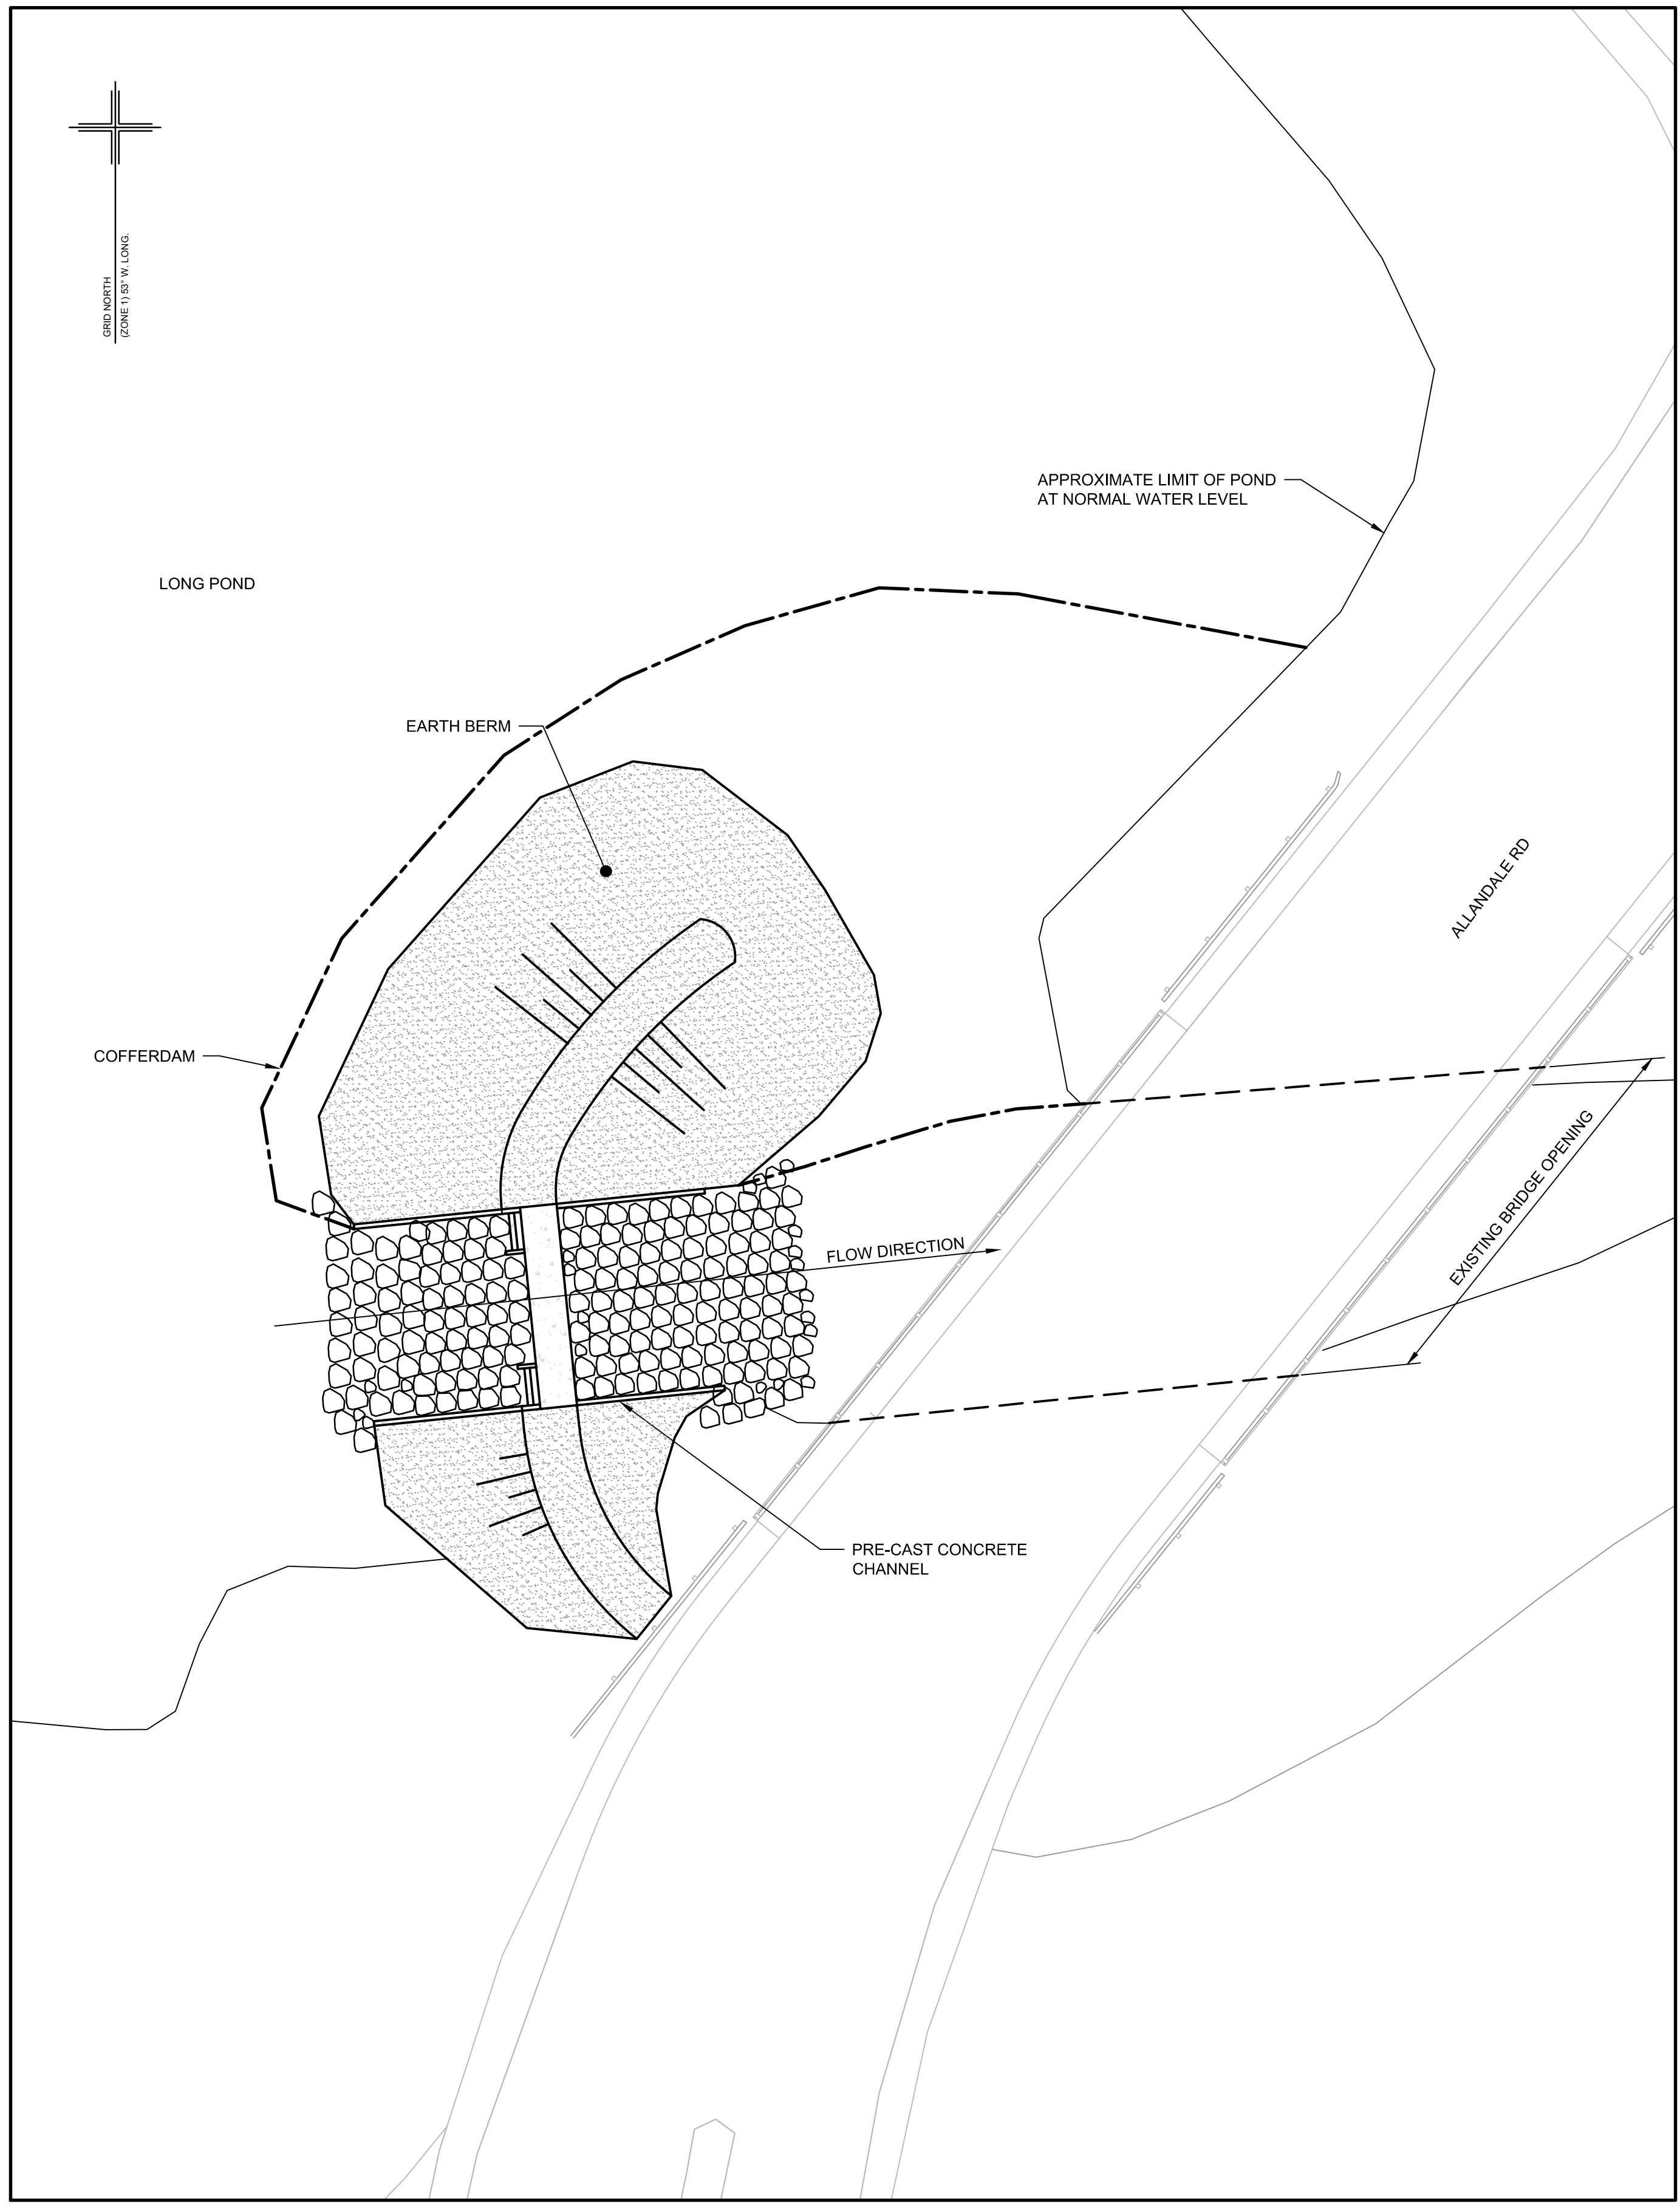 GRID NORTH
(ZONE 1) 53° W. LONG.
APPROXIMATE LIMIT OF POND
AT NORMAL WATER LEVEL
LONG POND
EARTH BERM
ALLANDALE RD
COFFERDAM
EXISTING BRIDGE OPENING
FLOW DIRECTION
PRE-CAST CONCRETE
CHANNEL